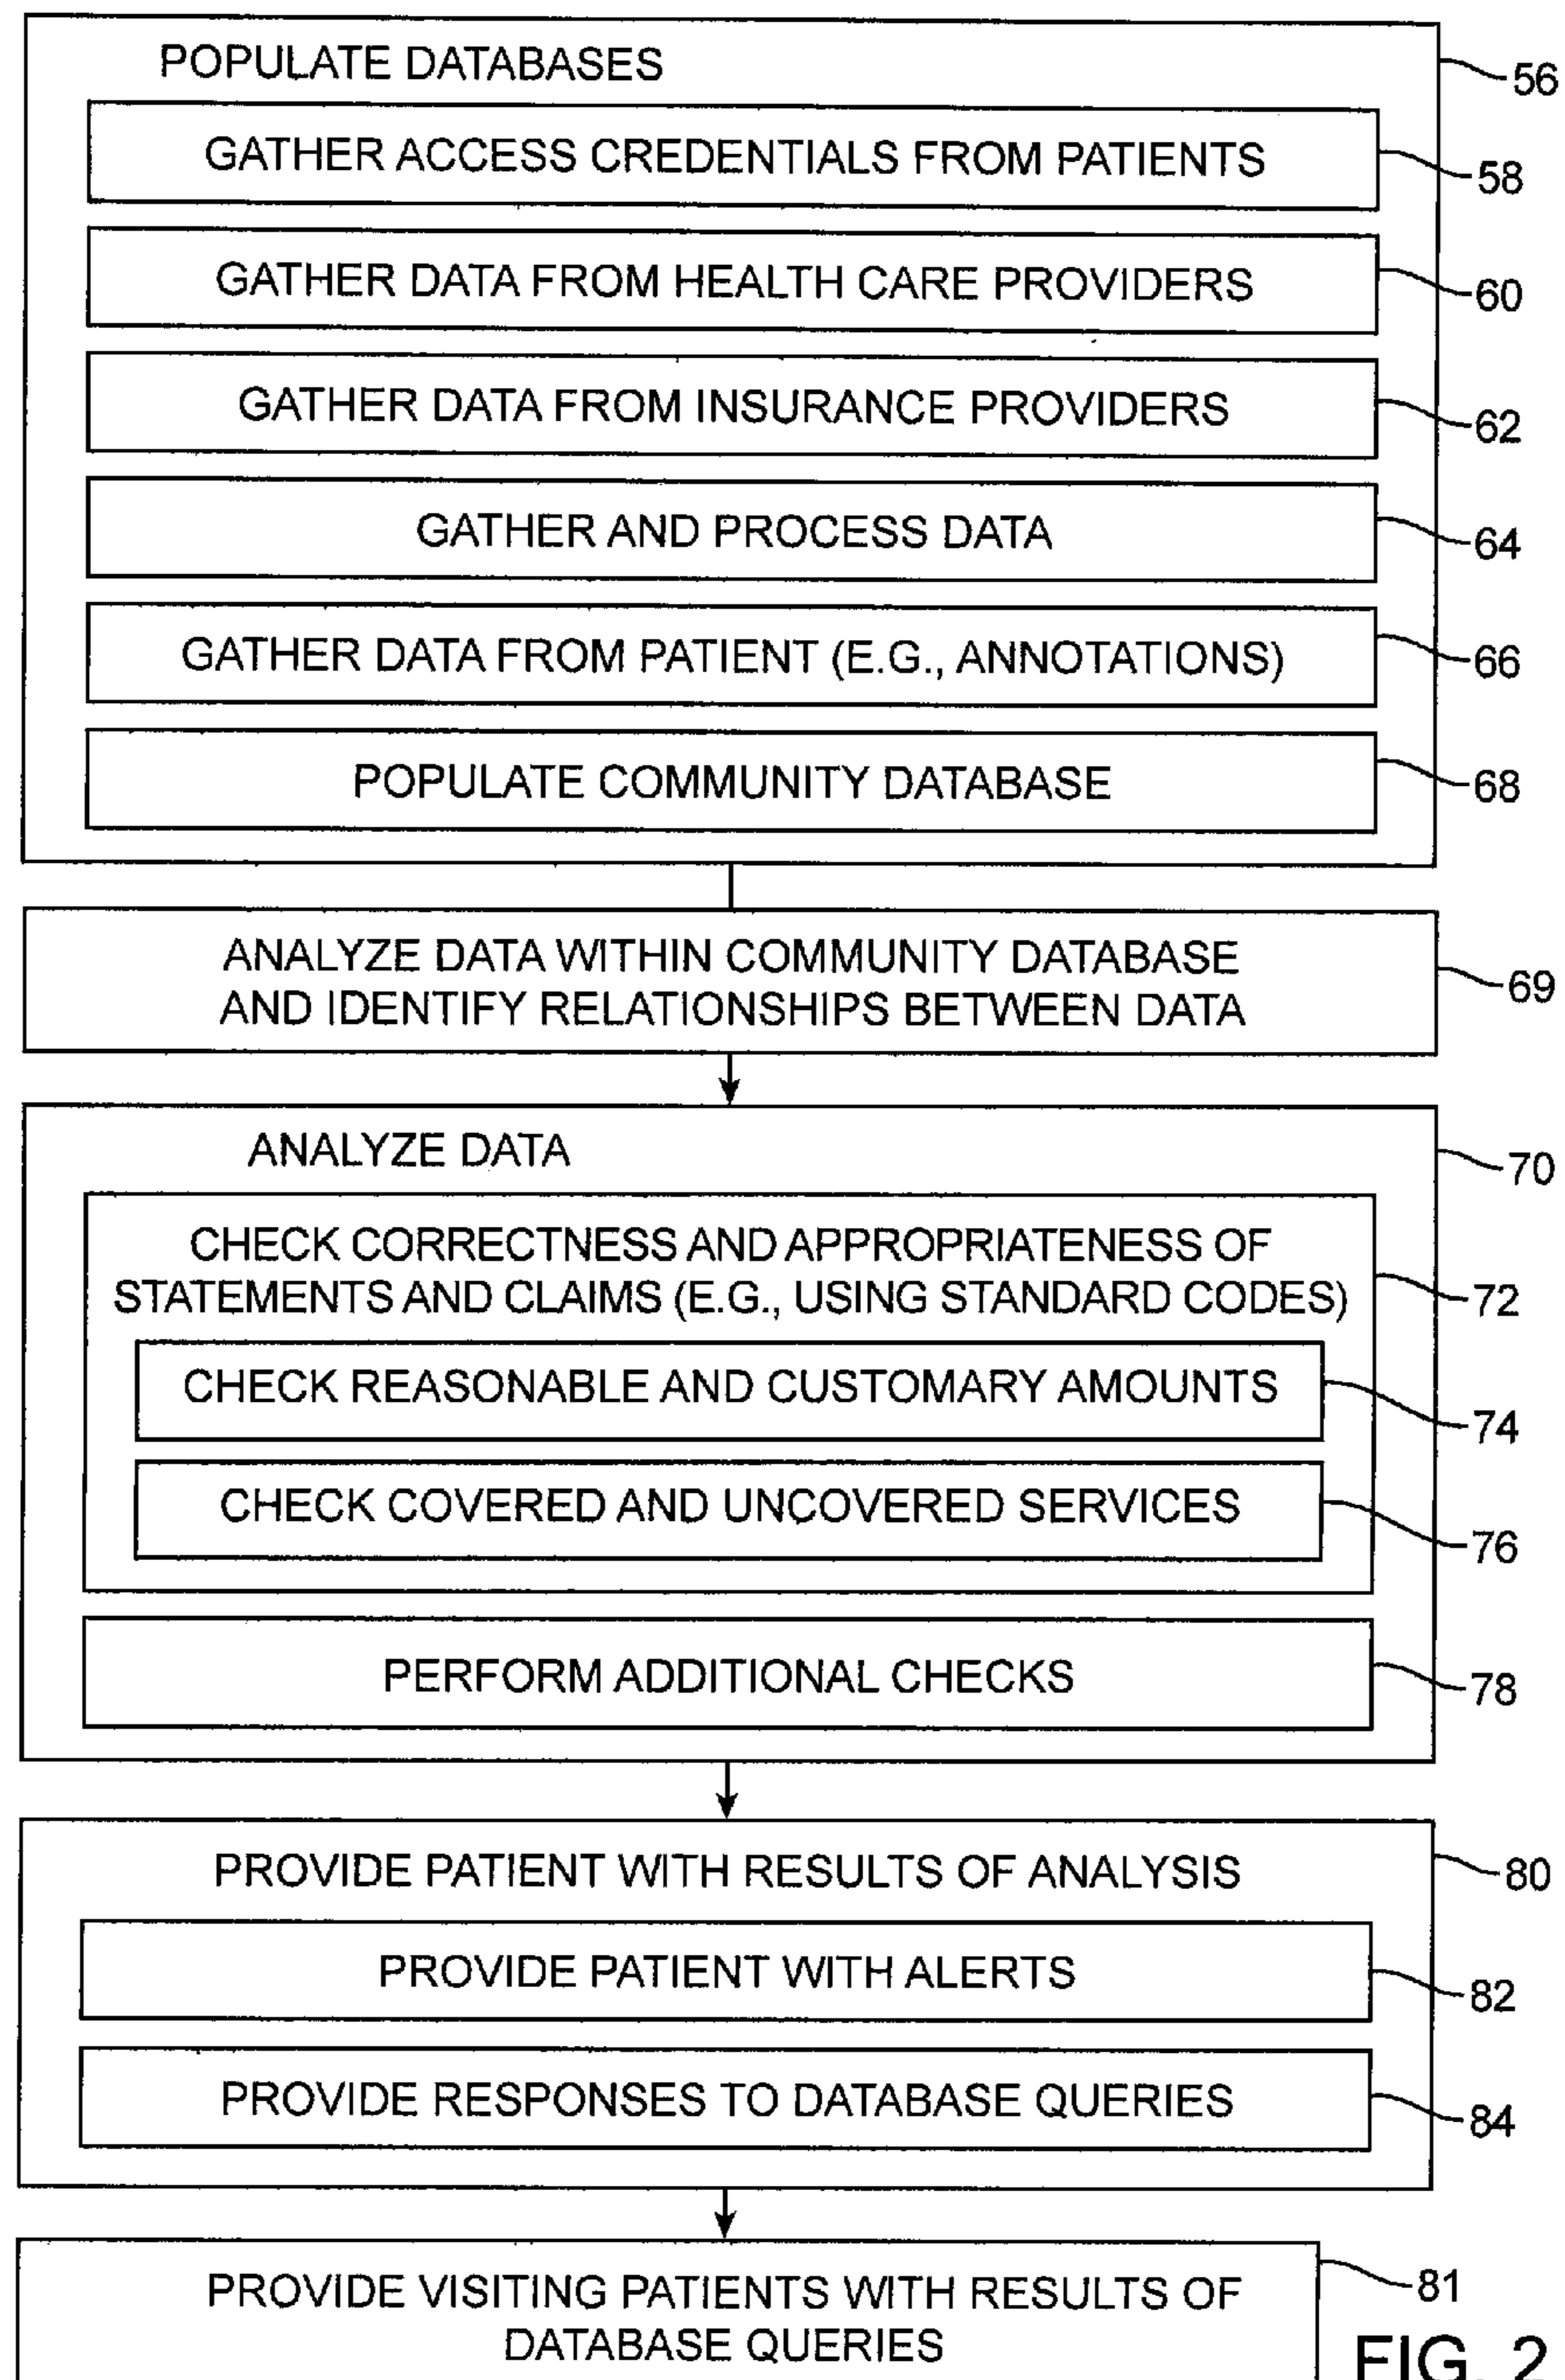 POPULATE DATABASES
56
GATHER ACCESS CREDENTIALS FROM PATIENTS
58
GATHER DATA FROM HEALTH CARE PROVIDERS
60
GATHER DATA FROM INSURANCE PROVIDERS
62
GATHER AND PROCESS DATA
64
GATHER DATA FROM PATIENT (E.G., ANNOTATIONS)
66
POPULATE COMMUNITY DATABASE
68
ANALYZE DATA WITHIN COMMUNITY DATABASE
AND IDENTIFY RELATIONSHIPS BETWEEN DATA
69
ANALYZE DATA
70
CHECK CORRECTNESS AND APPROPRIATENESS OF
STATEMENTS AND CLAIMS (E.G., USING STANDARD CODES)
72
CHECK REASONABLE AND CUSTOMARY AMOUNTS
74
CHECK COVERED AND UNCOVERED SERVICES
76
PERFORM ADDITIONAL CHECKS
78
PROVIDE PATIENT WITH RESULTS OF ANALYSIS
80
PROVIDE PATIENT WITH ALERTS
82
PROVIDE RESPONSES TO DATABASE QUERIES
84
PROVIDE VISITING PATIENTS WITH RESULTS OF
DATABASE QUERIES
81
FIG. 2